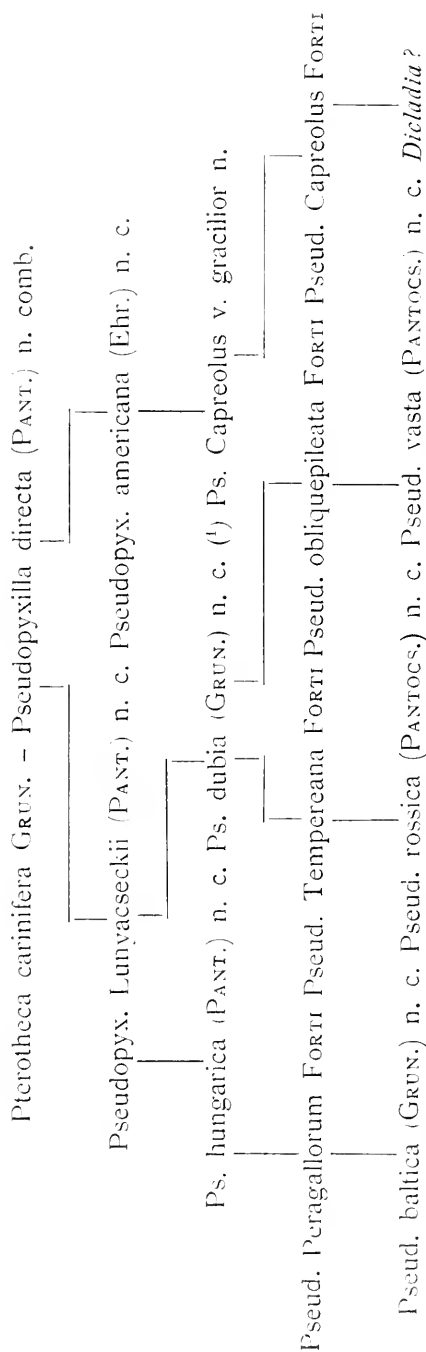 Pterotheca carinifera GRUN. – Pseudopyxilla directa (PANT.) n. comb.
Pseudopyx. Lunyacseckii (PANT.) n. c. Pseudopyx. americana (Ehr.) n. c.
Ps. hungarica (PANT.) n. c. Ps. dubia (GRUN.) n. c. (¹) Ps. Capreolus v. gracilior n.
Pseud. Peragallorum FORTI Pseud. Tempereana FORTI Pseud. obliquepileata FORTI Pseud. Capreolus FORTI
Pseud. baltica (GRUN.) n. c. Pseud. rossica (PANTOCS.) n. c. Pseud. vasta (PANTOCS.) n. c. Dicladia?